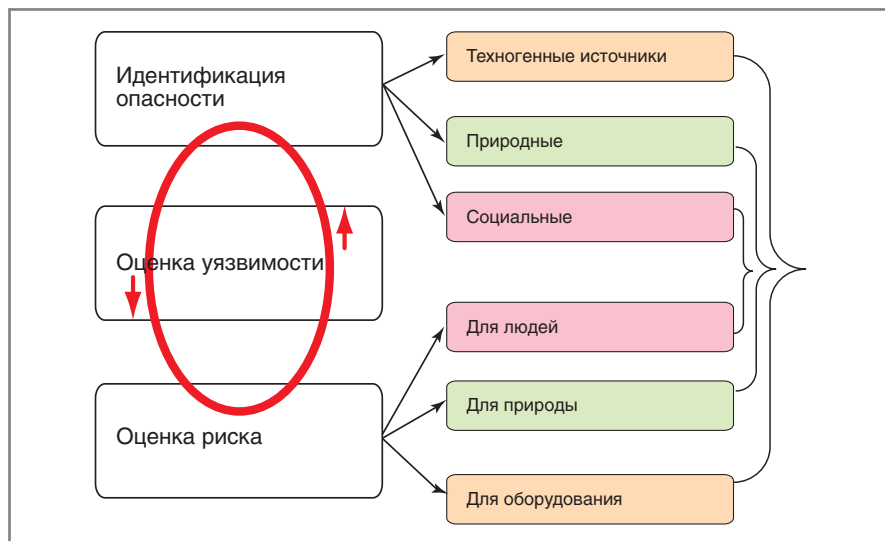 Идентификация
опасности
Оценка уязвимости
Оценка риска
Техногенные источники
Природные
Социальные
Для людей
Для природы
Для оборудования